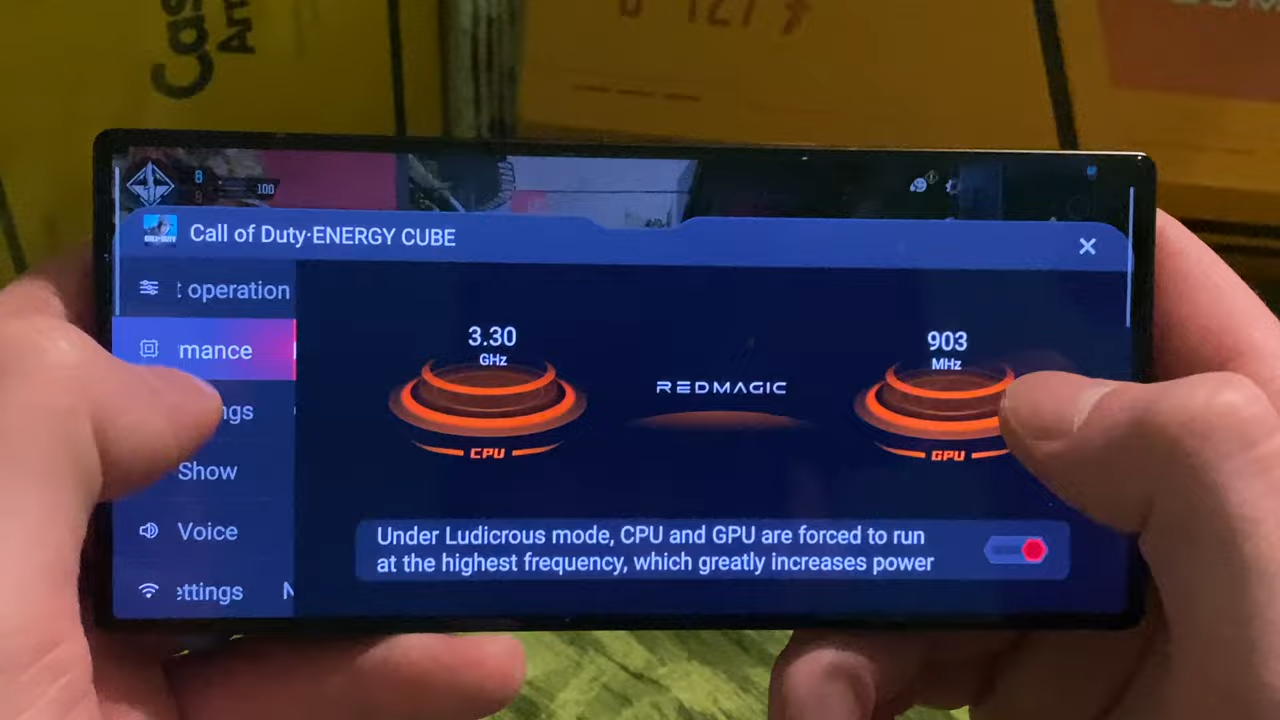 Cas
100
Call of Duty·ENERGY CUBE
t operation
mance
ngs
Show
Voice
ettings N
3.30
GHz
CPU
REDMAGIC
903
MHz
GPU
Under Ludicrous mode, CPU and GPU are forced to run
at the highest frequency, which greatly increases power